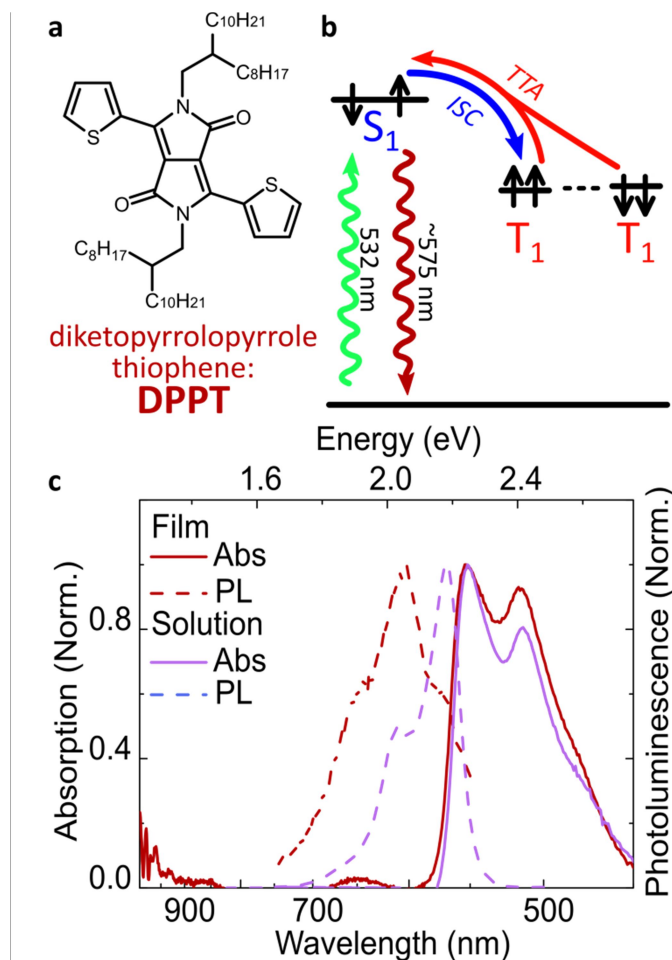 a
C10H21
C8H17
N
O
S
S
O
N
C8H17
C10H21
diketopyrrolopyrrole
thiophene:
DPPT
b
TTA
ISC
S1
T1
T1
532 nm
~575 nm
Energy (eV)
c
1.6 2.0 2.4
Film
Abs
PL
Solution
Abs
PL
Absorption (Norm.)
0.8
0.4
0.0
Photoluminescence (Norm.)
900 700 500
Wavelength (nm)